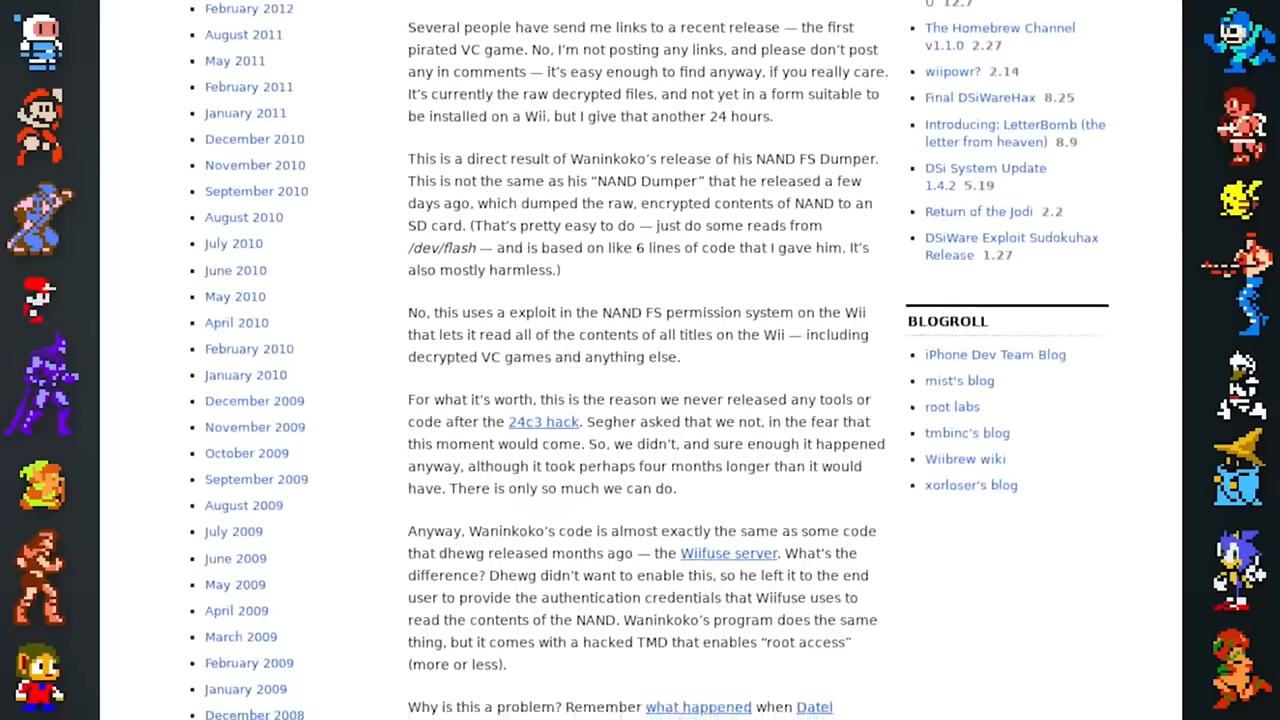 February 2012
August 2011
May 2011
February 2011
January 2011
December 2010
November 2010
September 2010
August 2010
July 2010
June 2010
May 2010
April 2010
February 2010
January 2010
December 2009
November 2009
October 2009
September 2009
August 2009
July 2009
June 2009
May 2009
April 2009
March 2009
February 2009
January 2009
December 2008
Several people have send me links to a recent release — the first
pirated VC game. No, I’m not posting any links, and please don’t post
any in comments — it’s easy enough to find anyway, if you really care.
It’s currently the raw decrypted files, and not yet in a form suitable to
be installed on a Wii, but I give that another 24 hours.
This is a direct result of Waninkoko’s release of his NAND FS Dumper.
This is not the same as his “NAND Dumper” that he released a few
days ago, which dumped the raw, encrypted contents of NAND to an
SD card. (That’s pretty easy to do — just do some reads from
/dev/flash — and is based on like 6 lines of code that I gave him. It’s
also mostly harmless.)
No, this uses a exploit in the NAND FS permission system on the Wii
that lets it read all of the contents of all titles on the Wii — including
decrypted VC games and anything else.
For what it’s worth, this is the reason we never released any tools or
code after the 24c3 hack. Segher asked that we not, in the fear that
this moment would come. So, we didn’t, and sure enough it happened
anyway, although it took perhaps four months longer than it would
have. There is only so much we can do.
Anyway, Waninkoko’s code is almost exactly the same as some code
that dhewg released months ago — the Wiifuse server. What’s the
difference? Dhewg didn’t want to enable this, so he left it to the end
user to provide the authentication credentials that Wiifuse uses to
read the contents of the NAND. Waninkoko’s program does the same
thing, but it comes with a hacked TMD that enables “root access”
(more or less).
Why is this a problem? Remember what happened when Datel
U 12.7
The Homebrew Channel
v1.1.0 2.27
wiipowr? 2.14
Final DSiWareHax 8.25
Introducing: LetterBomb (the
letter from heaven) 8.9
DSi System Update
1.4.2 5.19
Return of the Jodi 2.2
DSiWare Exploit Sudokuhax
Release 1.27
BLOGROLL
iPhone Dev Team Blog
mist's blog
root labs
tmbinc's blog
Wiibrew wiki
xorloser's blog